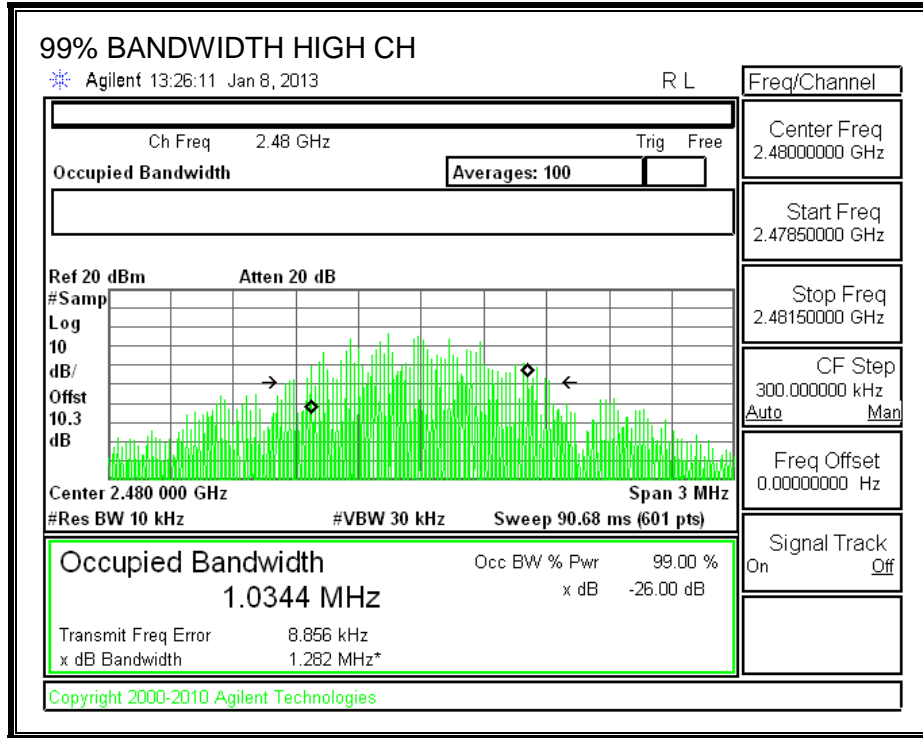 99% BANDWIDTH HIGH CH
Agilent 13:26:11 Jan 8, 2013 R L
Freq/Channel
Ch Freq 2.48 GHz Trig Free
Occupied Bandwidth Averages: 100
Center Freq
2.48000000 GHz
Start Freq
2.47850000 GHz
Stop Freq
2.48150000 GHz
CF Step
300.000000 kHz
Auto Man
Freq Offset
0.00000000 Hz
Signal Track
On Off
Ref 20 dBm Atten 20 dB
#Samp
Log
10
dB/
Offst
10.3
dB
Center 2.480 000 GHz Span 3 MHz
#Res BW 10 kHz #VBW 30 kHz Sweep 90.68 ms (601 pts)
Occupied Bandwidth
1.0344 MHz
Occ BW % Pwr 99.00 %
x dB -26.00 dB
Transmit Freq Error 8.856 kHz
x dB Bandwidth 1.282 MHz*
Copyright 2000-2010 Agilent Technologies